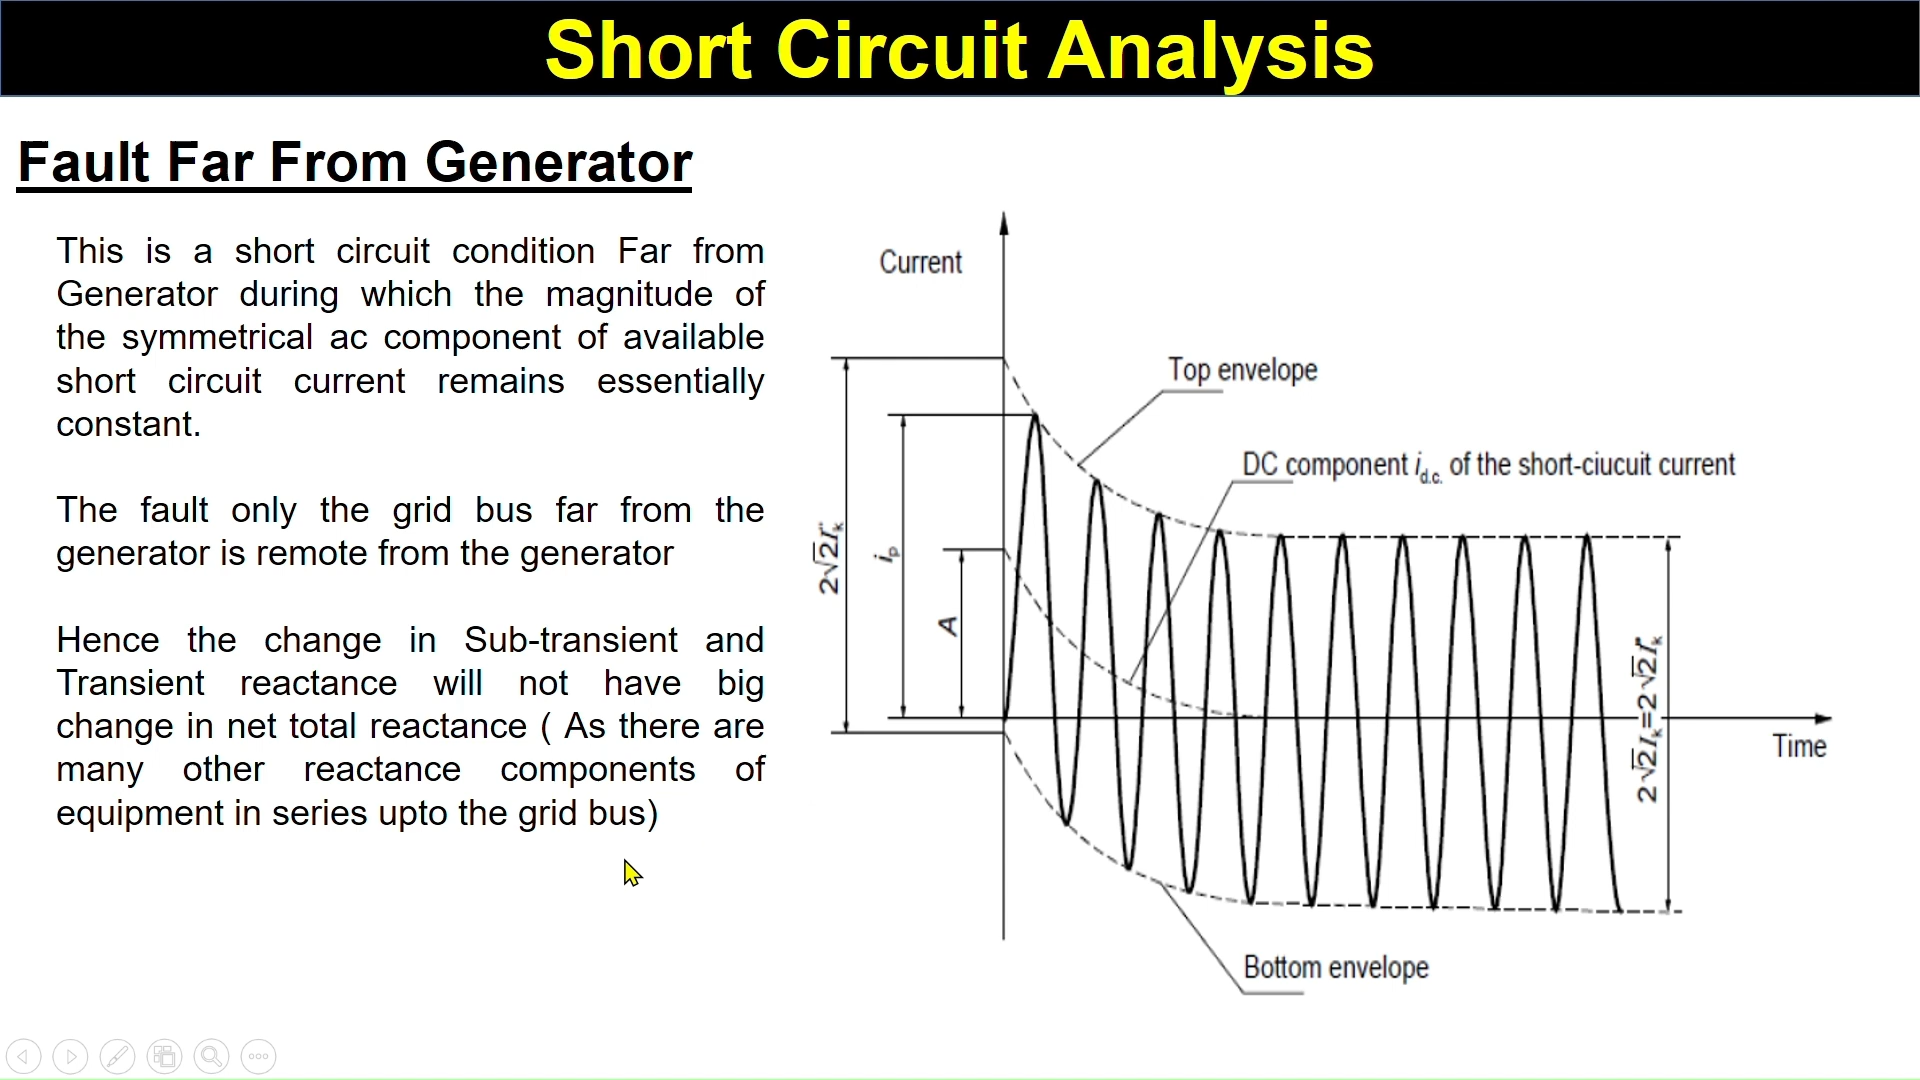 Short Circuit Analysis
Fault Far From Generator
This is a short circuit condition Far from
Generator during which the magnitude of
the symmetrical ac component of available
short circuit current remains essentially
constant.
The fault only the grid bus far from the
generator is remote from the generator
Hence the change in Sub-transient and
Transient reactance will not have big
change in net total reactance ( As there are
many other reactance components of
equipment in series upto the grid bus)
Current
Top envelope
DC component i d.c. of the short-ciucuit current
2√2I"k
ip
A
2√2Ik=2√2I"k
Time
Bottom envelope